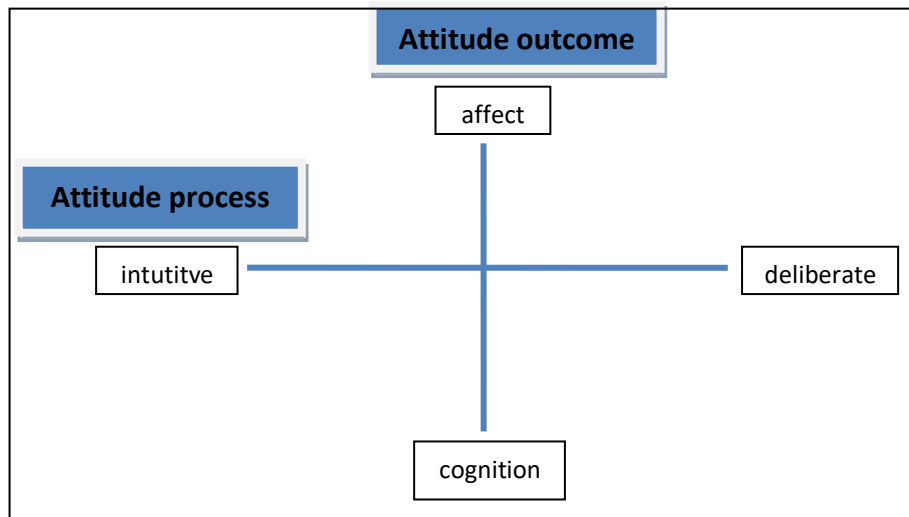 Attitude outcome
affect
Attitude process
intutitve
deliberate
cognition